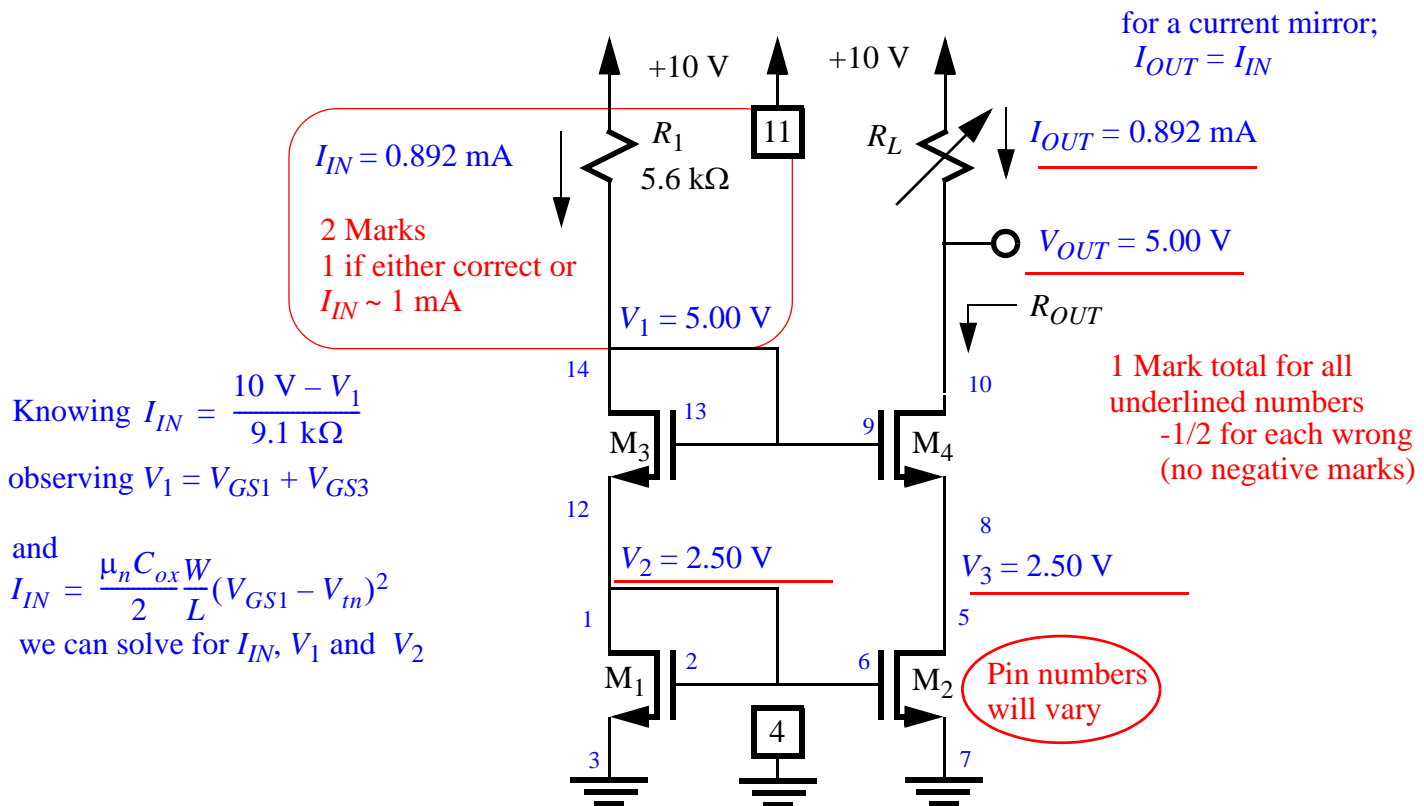 for a current mirror;
I_OUT = I_IN
+10 V
+10 V
11
R_1
5.6 kΩ
I_IN = 0.892 mA
R_L
I_OUT = 0.892 mA
2 Marks
1 if either correct or
I_IN ~ 1 mA
V_OUT = 5.00 V
R_OUT
V_1 = 5.00 V
14
10
1 Mark total for all
underlined numbers
-1/2 for each wrong
(no negative marks)
Knowing I_IN = (10 V – V_1) / 9.1 kΩ
13
9
M_3
M_4
observing V_1 = V_GS1 + V_GS3
12
8
and
V_2 = 2.50 V
V_3 = 2.50 V
I_IN = (μ_n C_ox / 2) (W / L) (V_GS1 – V_tn)^2
we can solve for I_IN, V_1 and V_2
1
5
2
6
M_1
M_2
Pin numbers
will vary
4
3
7